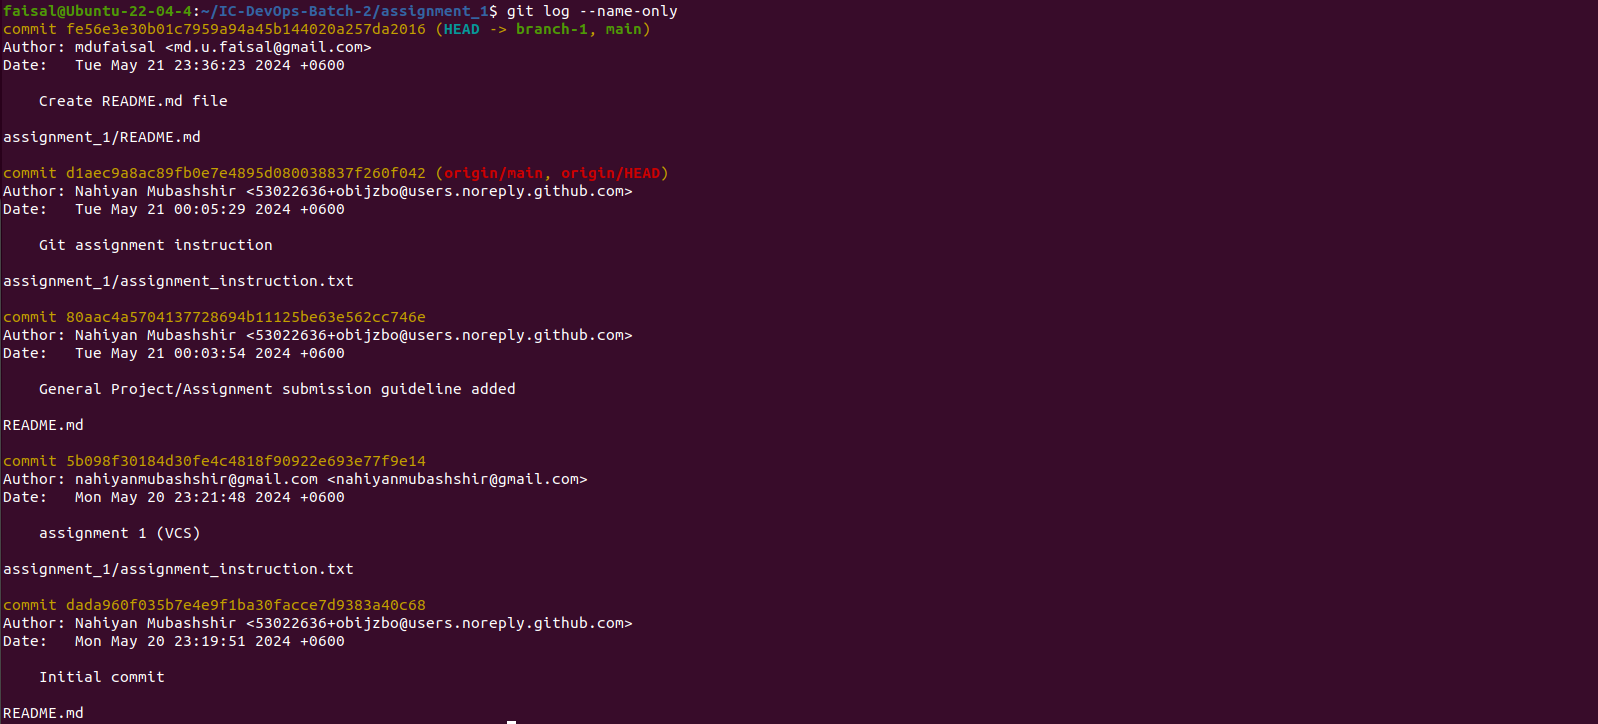 faisal@Ubuntu-22-04-4:~/IC-DevOps-Batch-2/assignment_1$ git log --name-only
commit fe56e3e30b01c7959a94a45b144020a257da2016 (HEAD -> branch-1, main)
Author: mdufaisal <md.u.faisal@gmail.com>
Date:   Tue May 21 23:36:23 2024 +0600
    Create README.md file
assignment_1/README.md
commit d1aec9a8ac89fb0e7e4895d080038837f260f042 (origin/main, origin/HEAD)
Author: Nahiyan Mubashshir <53022636+obijzbo@users.noreply.github.com>
Date:   Tue May 21 00:05:29 2024 +0600
    Git assignment instruction
assignment_1/assignment_instruction.txt
commit 80aac4a5704137728694b11125be63e562cc746e
Author: Nahiyan Mubashshir <53022636+obijzbo@users.noreply.github.com>
Date:   Tue May 21 00:03:54 2024 +0600
    General Project/Assignment submission guideline added
README.md
commit 5b098f30184d30fe4c4818f90922e693e77f9e14
Author: nahiyanmubashshir@gmail.com <nahiyanmubashshir@gmail.com>
Date:   Mon May 20 23:21:48 2024 +0600
    assignment 1 (VCS)
assignment_1/assignment_instruction.txt
commit dada960f035b7e4e9f1ba30facce7d9383a40c68
Author: Nahiyan Mubashshir <53022636+obijzbo@users.noreply.github.com>
Date:   Mon May 20 23:19:51 2024 +0600
    Initial commit
README.md